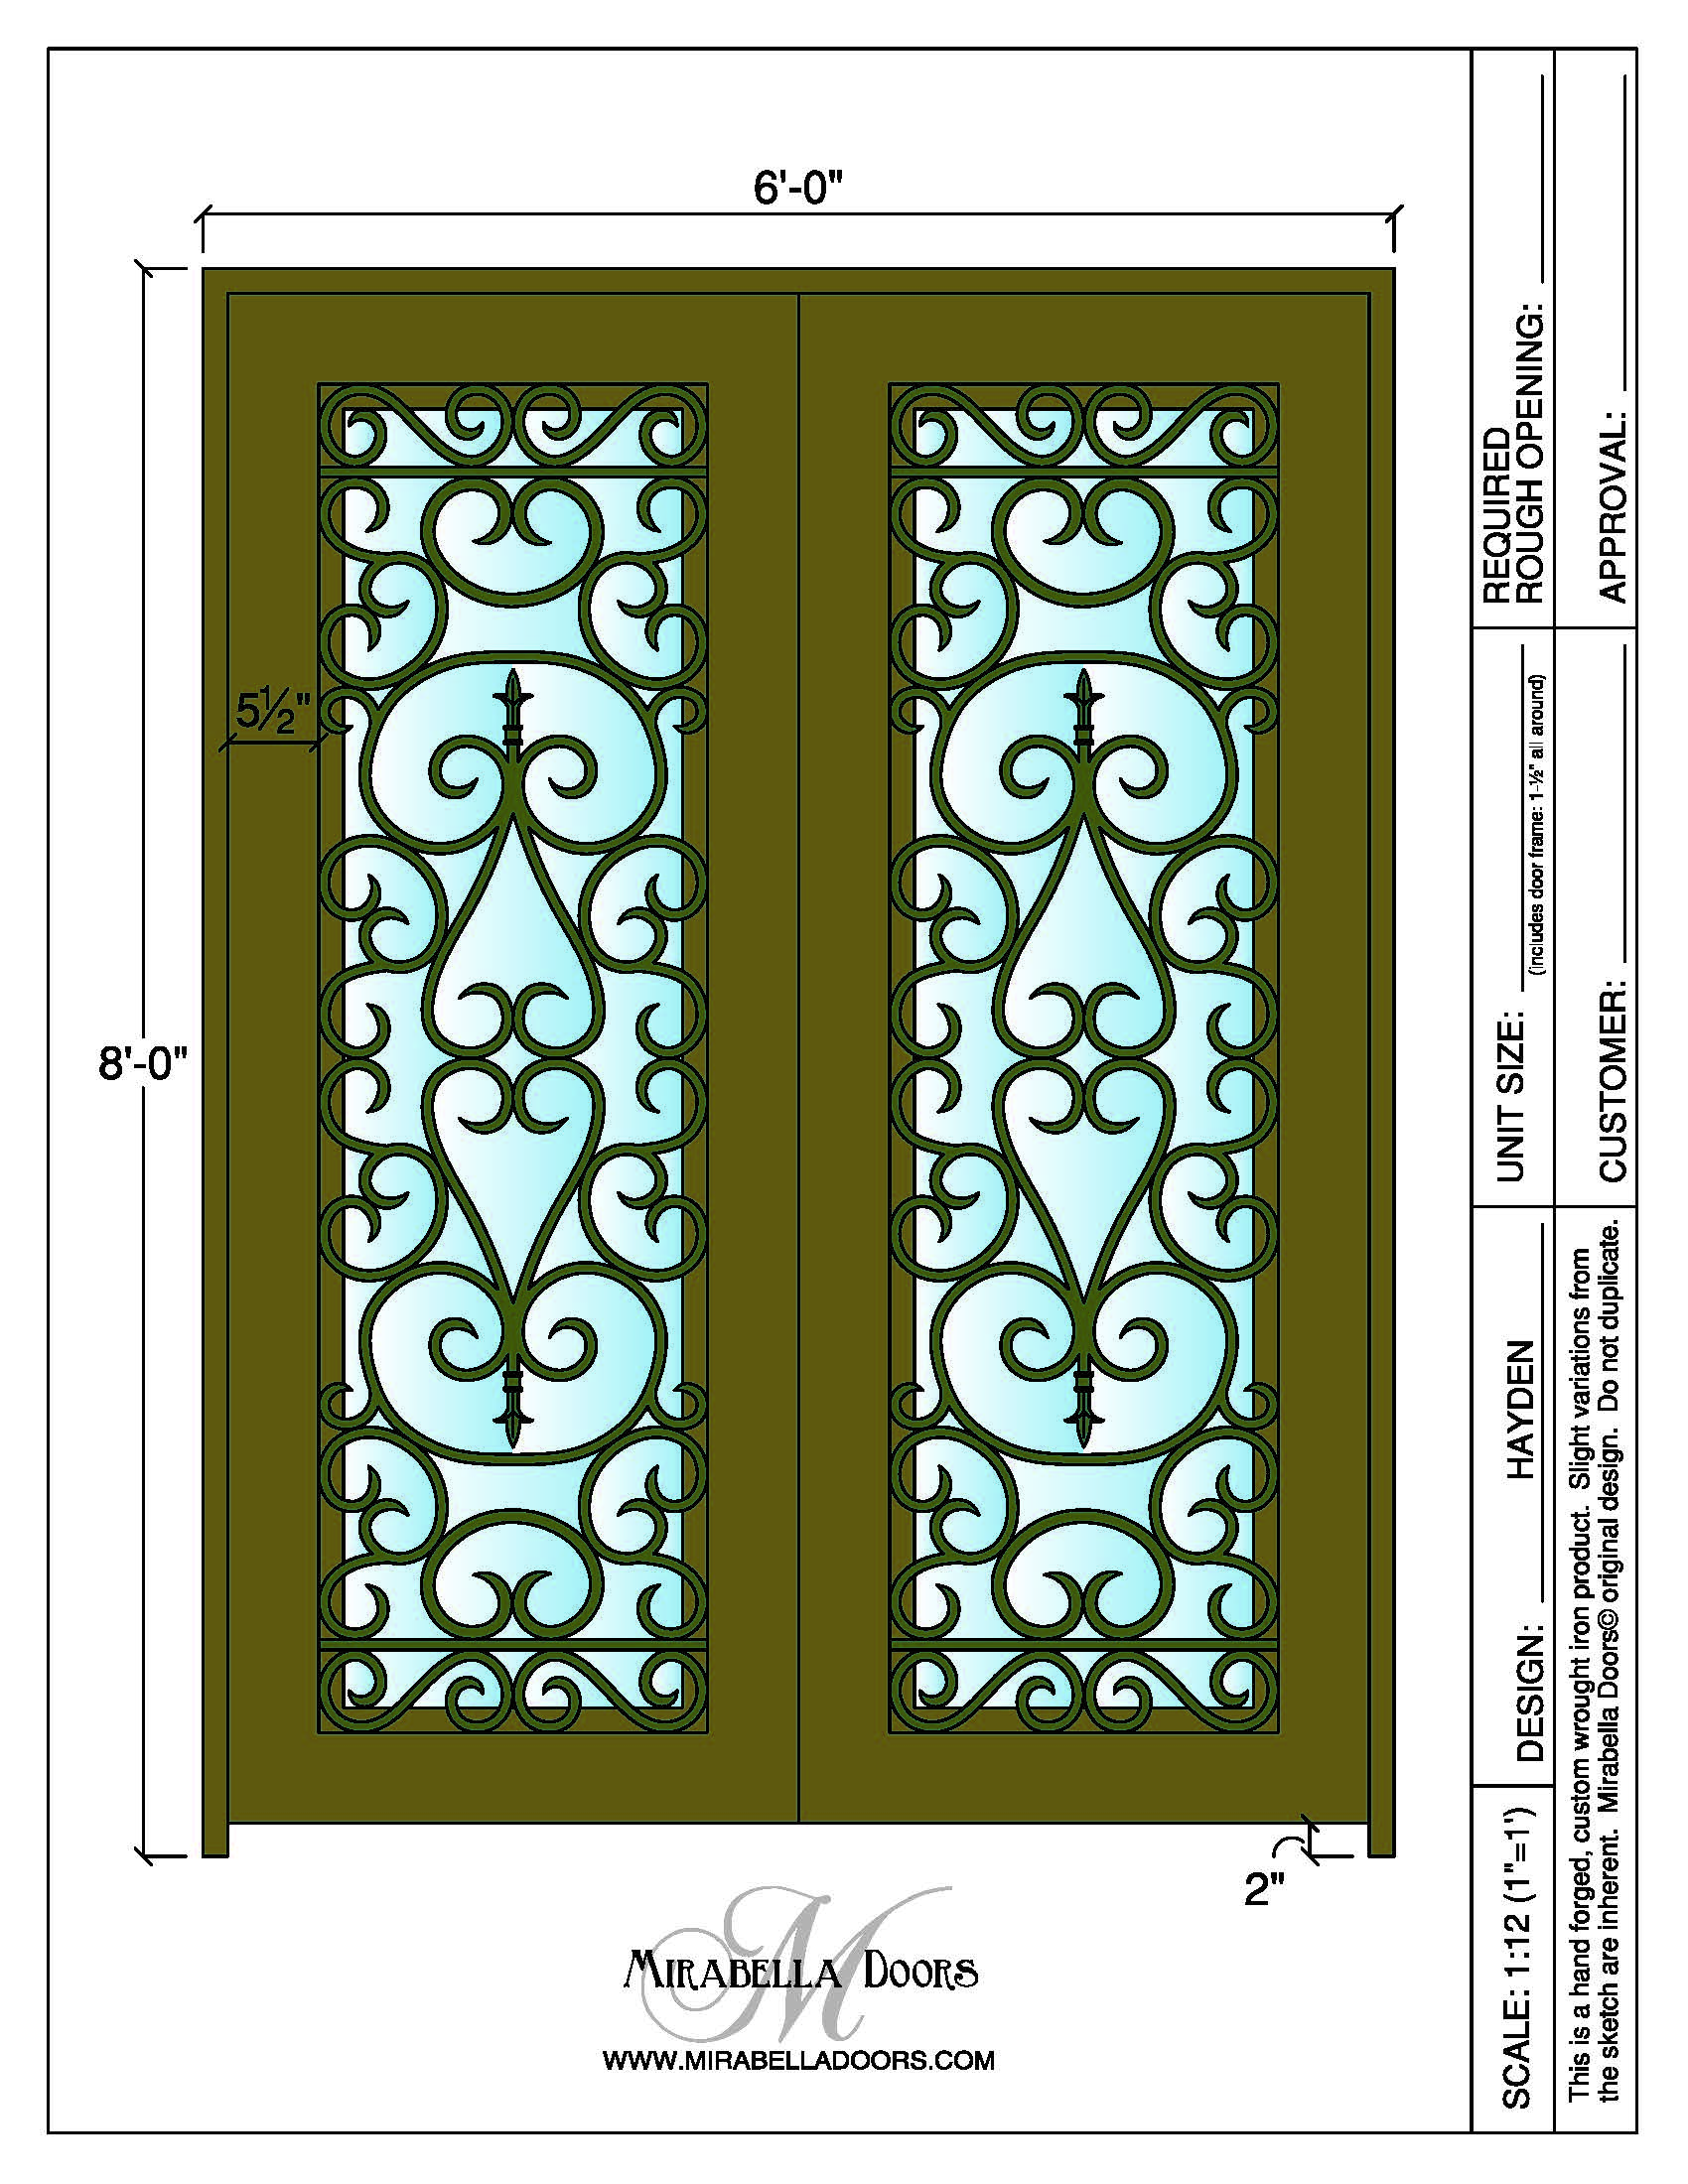 6'-0"
8'-0"
5½"
2"
MIRABELLA DOORS
M
WWW.MIRABELLADOORS.COM
SCALE: 1:12 (1"=1')
DESIGN: HAYDEN
UNIT SIZE:
(includes door frame: 1-½" all around)
REQUIRED
ROUGH OPENING:
This is a hand forged, custom wrought iron product. Slight variations from
the sketch are inherent. Mirabella Doors© original design. Do not duplicate.
CUSTOMER:
APPROVAL: